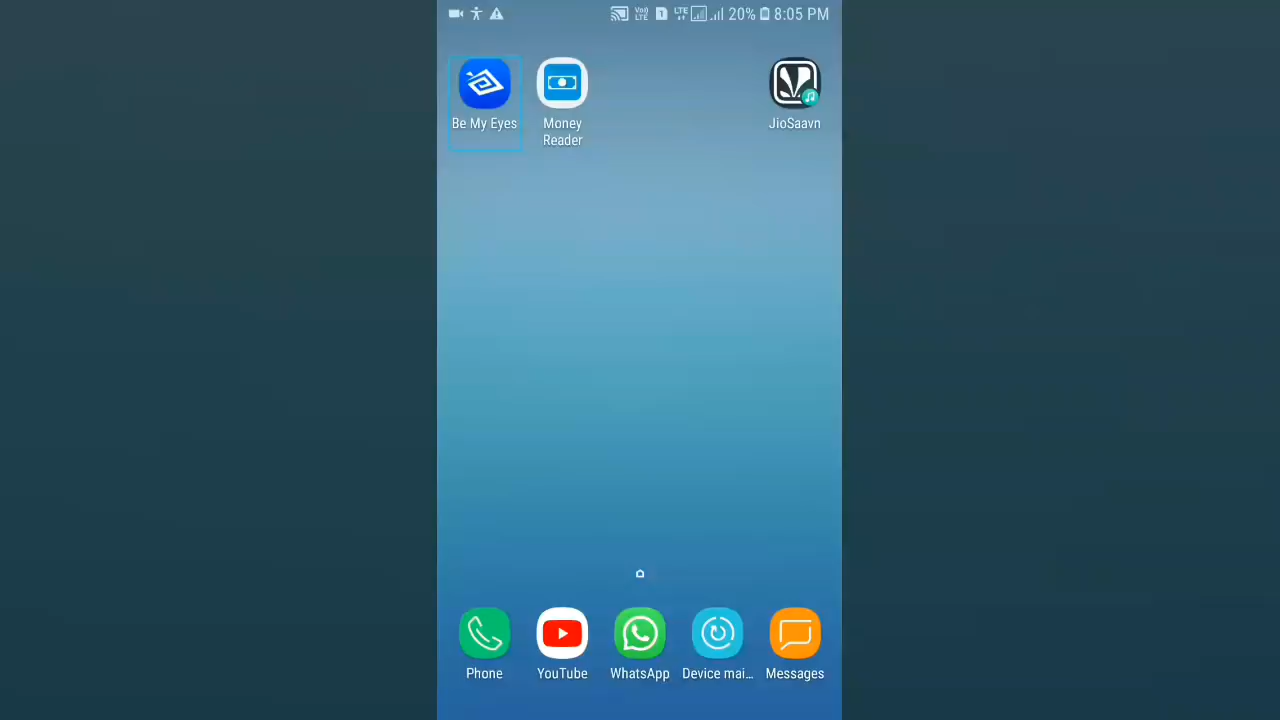 20% 8:05 PM
Be My Eyes
Money
Reader
JioSaavn
Phone
YouTube
WhatsApp
Device mai...
Messages